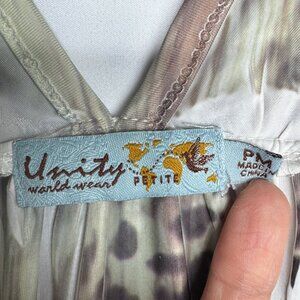 Unity
world wear
PETITE
PM
MADE IN
CHINA